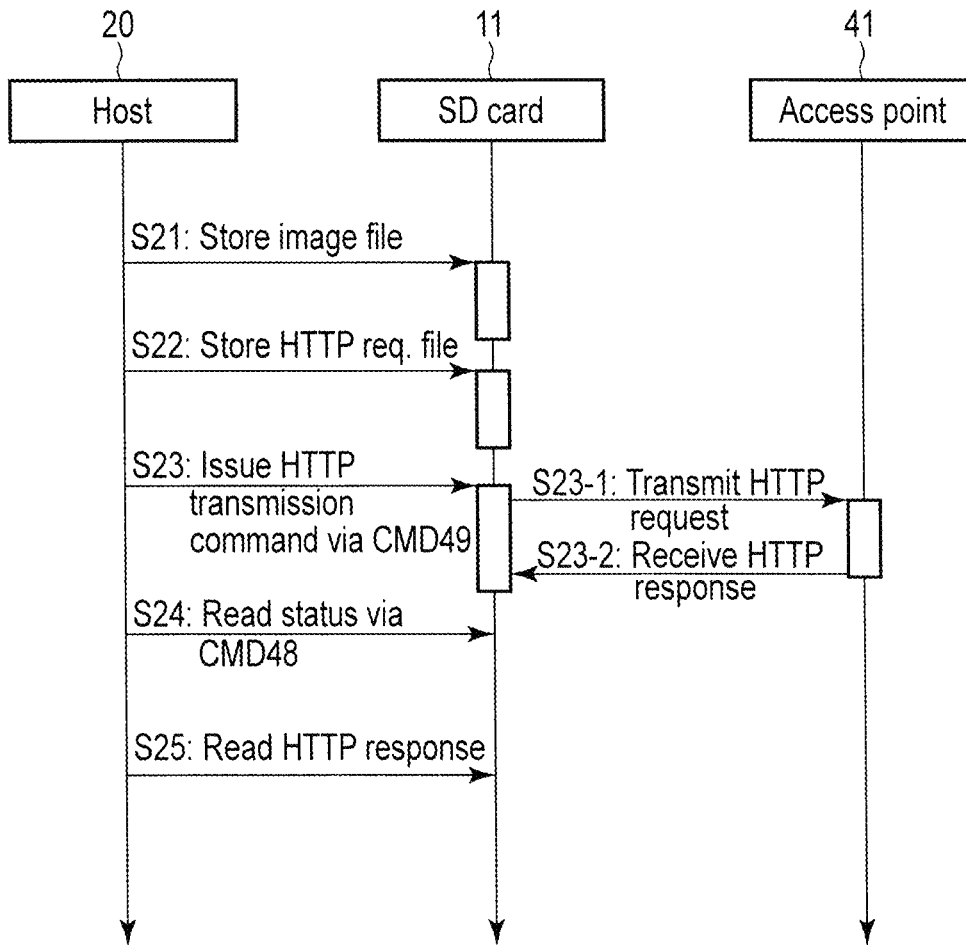 20
11
41
Host
SD card
Access point
S21: Store image file
S22: Store HTTP req. file
S23: Issue HTTP
transmission
command via CMD49
S23-1: Transmit HTTP
request
S23-2: Receive HTTP
response
S24: Read status via
CMD48
S25: Read HTTP response